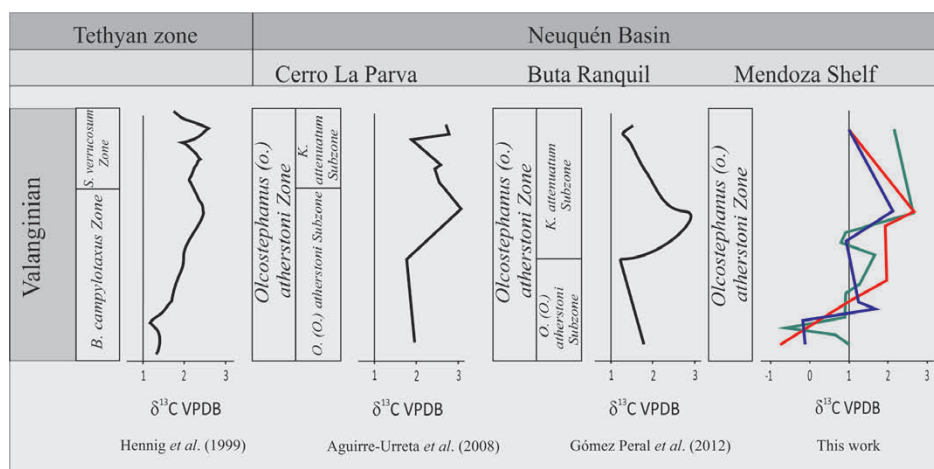 Tethyan zone
Neuquén Basin
Cerro La Parva
Buta Ranquil
Mendoza Shelf
Valanginian
S. verrucosum
Zone
B. campylotaxus Zone
1 2 3
δ¹³C VPDB
Hennig et al. (1999)
Olcostephanus (o.)
atherstoni Zone
K.
attenuatum
Subzone
O. (O.) atherstoni Subzone
1 2 3
δ¹³C VPDB
Aguirre-Urreta et al. (2008)
Olcostephanus (o.)
atherstoni Zone
K. attenuatum
Subzone
O. (O.)
atherstoni
Subzone
1 2 3
δ¹³C VPDB
Gómez Peral et al. (2012)
Olcostephanus (o.)
atherstoni Zone
-1 0 1 2 3
δ¹³C VPDB
This work